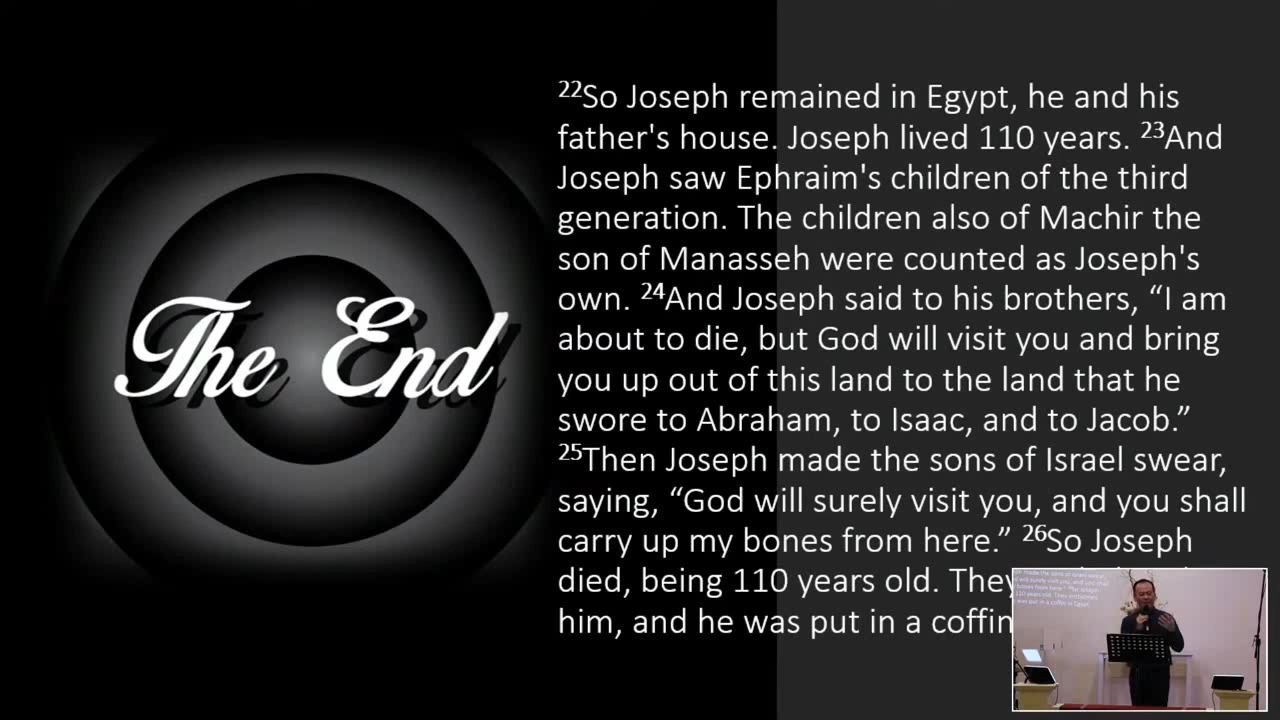 The End
²²So Joseph remained in Egypt, he and his
father's house. Joseph lived 110 years. ²³And
Joseph saw Ephraim's children of the third
generation. The children also of Machir the
son of Manasseh were counted as Joseph's
own. ²⁴And Joseph said to his brothers, “I am
about to die, but God will visit you and bring
you up out of this land to the land that he
swore to Abraham, to Isaac, and to Jacob.”
²⁵Then Joseph made the sons of Israel swear,
saying, “God will surely visit you, and you shall
carry up my bones from here.” ²⁶So Joseph
died, being 110 years old. They
him, and he was put in a coffin